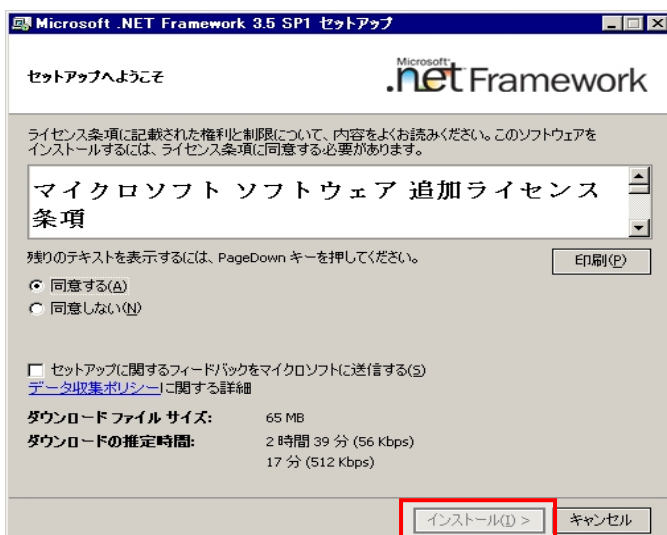 Microsoft .NET Framework 3.5 SP1 セットアップ
セットアップへようこそ
Microsoft
.net Framework
ライセンス条項に記載された権利と制限について、内容をよくお読みください。このソフトウェアを
インストールするには、ライセンス条項に同意する必要があります。
マイクロソフト ソフトウェア 追加ライセンス
条項
残りのテキストを表示するには、PageDown キーを押してください。
印刷(P)
同意する(A)
同意しない(N)
セットアップに関するフィードバックをマイクロソフトに送信する(S)
データ収集ポリシーに関する詳細
ダウンロード ファイル サイズ: 65 MB
ダウンロードの推定時間: 2 時間 39 分 (56 Kbps)
17 分 (512 Kbps)
インストール(I) >
キャンセル